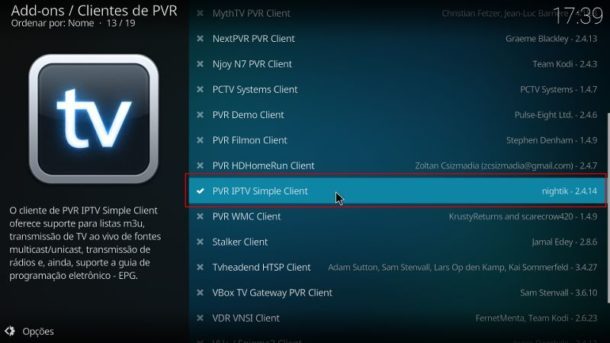 Add-ons / Clientes de PVR
Ordenar por: Nome · 13 / 19
17:39
tv
O cliente de PVR IPTV Simple Client
oferece suporte para listas m3u,
transmissão de TV ao vivo de fontes
multicast/unicast, transmissão de
rádios e, ainda, suporte a guia de
programação eletrônico - EPG.
Opções
MythTV PVR Client Christian Fetzer, Jean-Luc
NextPVR PVR Client Graeme Blackley - 2.4.13
Njoy N7 PVR Client Team Kodi - 2.4.2
PCTV Systems Client PCTV Systems - 1.4.7
PVR Demo Client Pulse-Eight Ltd. - 2.4.6
PVR Filmon Client Stephen Denham - 1.4.9
PVR HDHomeRun Client Zoltan Csizmadia (zcsizmadia@gmail.com) - 2.4.7
PVR IPTV Simple Client nightik - 2.4.14
PVR WMC Client KrustyReturns and scarecrow420 - 1.4.9
Stalker Client Jamal Edey - 2.8.6
Tvheadend HTSP Client Adam Sutton, Sam Stenvall, Lars Op den Kamp, Kai Sommerfeld - 3.4.27
VBox TV Gateway PVR Client Sam Stenvall - 3.6.10
VDR VNSI Client FernetMenta, Team Kodi - 2.6.23